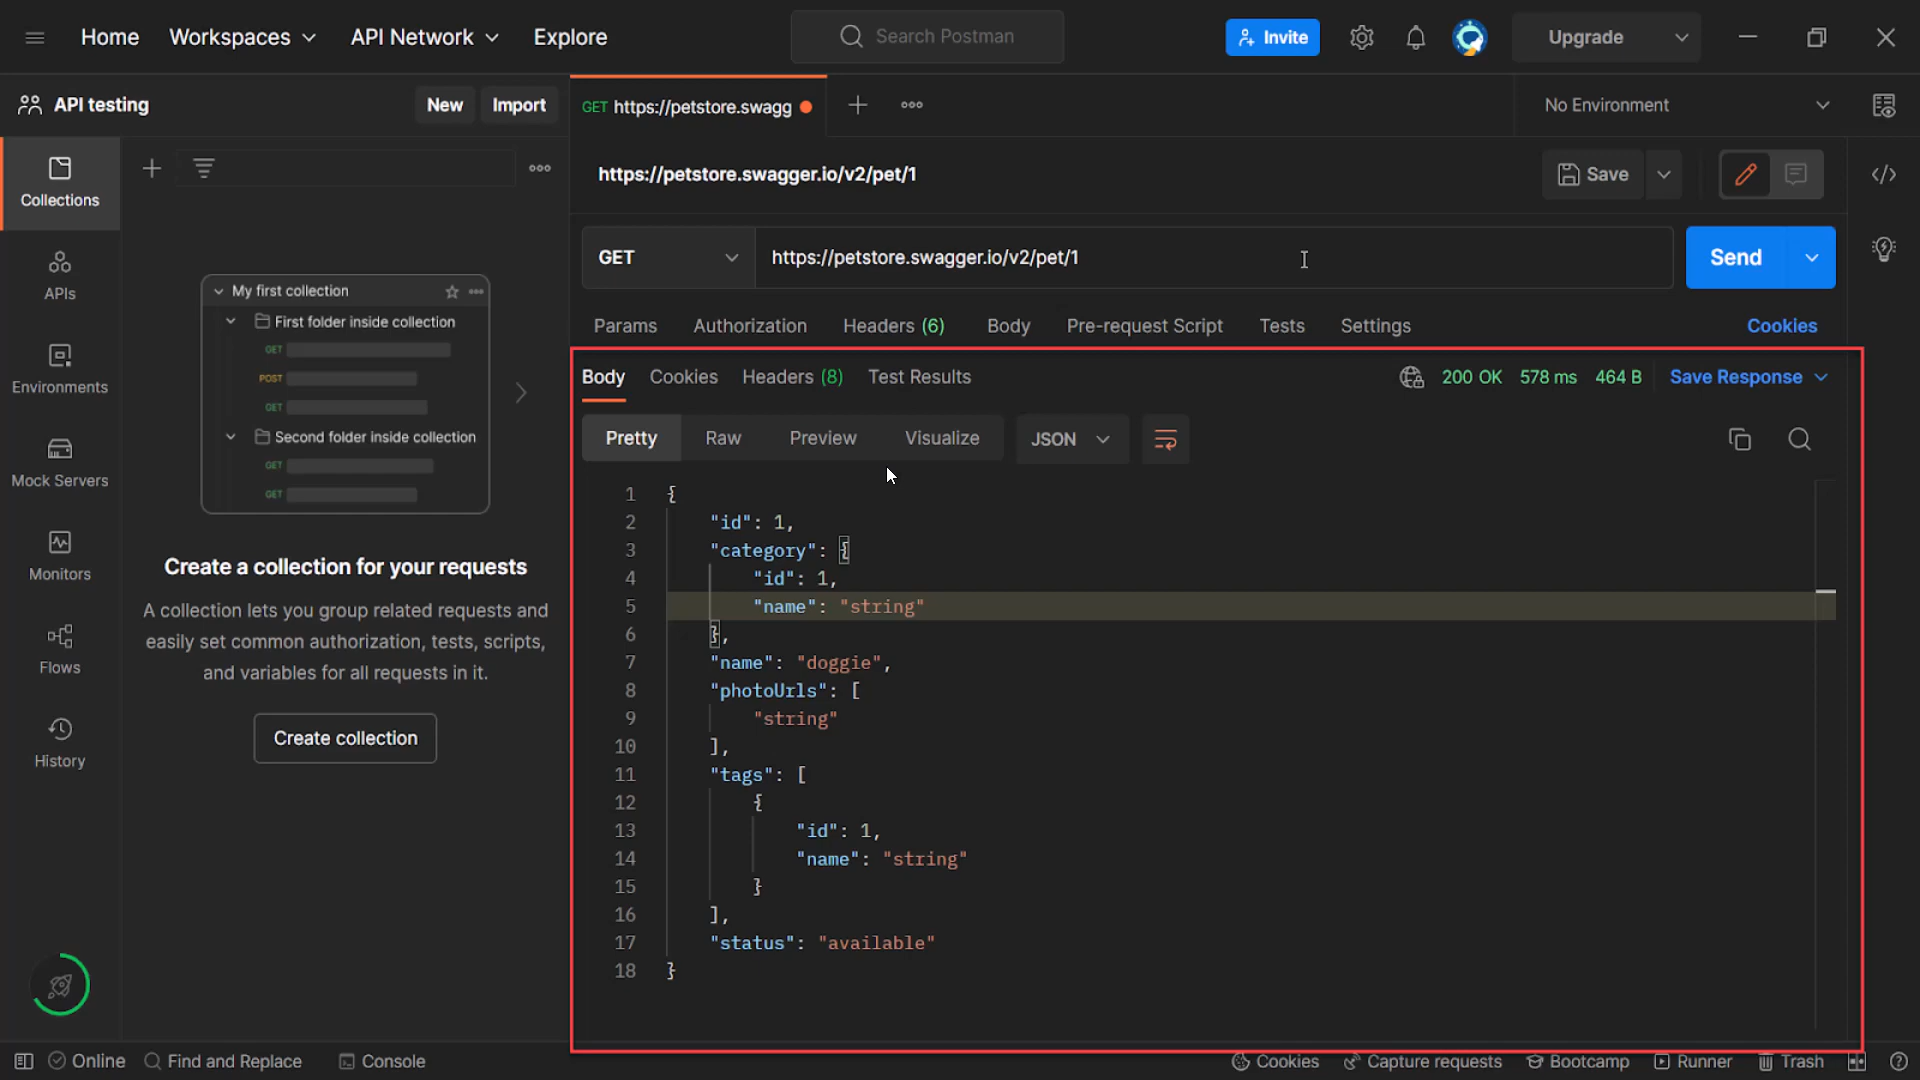 Home Workspaces API Network Explore Search Postman Invite Upgrade
API testing New Import GET https://petstore.swagg No Environment
https://petstore.swagger.io/v2/pet/1 Save
Collections
GET https://petstore.swagger.io/v2/pet/1 Send
APIs
Environments
Mock Servers
Monitors
Flows
History
My first collection
First folder inside collection
GET
POST
GET
Second folder inside collection
GET
GET
Create a collection for your requests
A collection lets you group related requests and
easily set common authorization, tests, scripts,
and variables for all requests in it.
Create collection
Params Authorization Headers (6) Body Pre-request Script Tests Settings Cookies
Body Cookies Headers (8) Test Results 200 OK 578 ms 464 B Save Response
Pretty Raw Preview Visualize JSON
1 {
2 "id": 1,
3 "category": {
4 "id": 1,
5 "name": "string"
6 },
7 "name": "doggie",
8 "photoUrls": [
9 "string"
10 ],
11 "tags": [
12 {
13 "id": 1,
14 "name": "string"
15 }
16 ],
17 "status": "available"
18 }
Online Find and Replace Console Cookies Capture requests Bootcamp Runner Trash